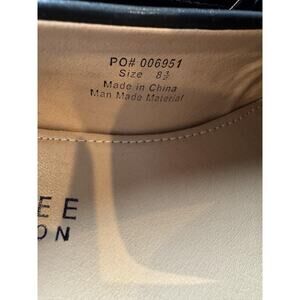 PO# 006951
Size 8½
Made in China
Man Made Material
EE
ON